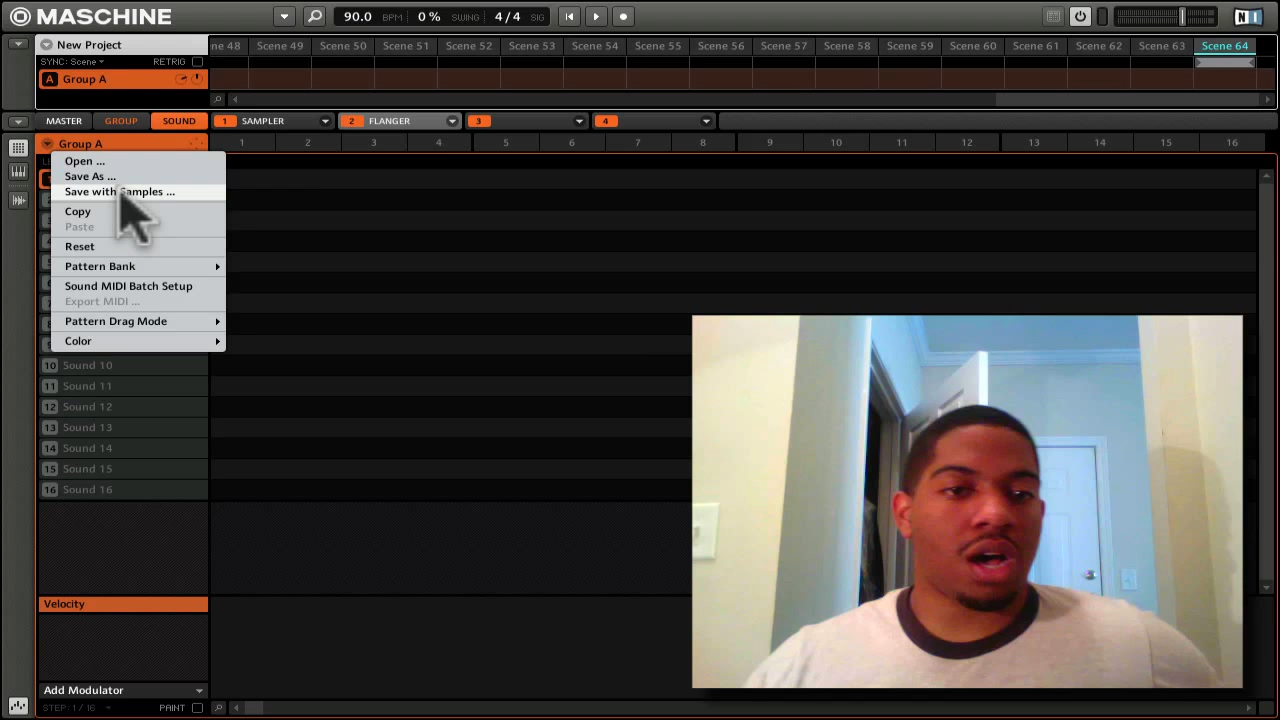 MASCHINE
90.0 BPM 0% SWING 4/4 SIG
NI
New Project
ne 48 Scene 49 Scene 50 Scene 51 Scene 52 Scene 53 Scene 54 Scene 55 Scene 56 Scene 57 Scene 58 Scene 59 Scene 60 Scene 61 Scene 62 Scene 63 Scene 64
SYNC: Scene RETRIG
A Group A
MASTER GROUP SOUND 1 SAMPLER 2 FLANGER 3 4
Group A
1 2 3 4 5 6 7 8 9 10 11 12 13 14 15 16
Open ...
Save As ...
Save with Samples ...
Copy
Paste
Reset
Pattern Bank
Sound MIDI Batch Setup
Export MIDI ...
Pattern Drag Mode
Color
10 Sound 10
11 Sound 11
12 Sound 12
13 Sound 13
14 Sound 14
15 Sound 15
16 Sound 16
Velocity
Add Modulator
STEP: 1 / 16 PAINT